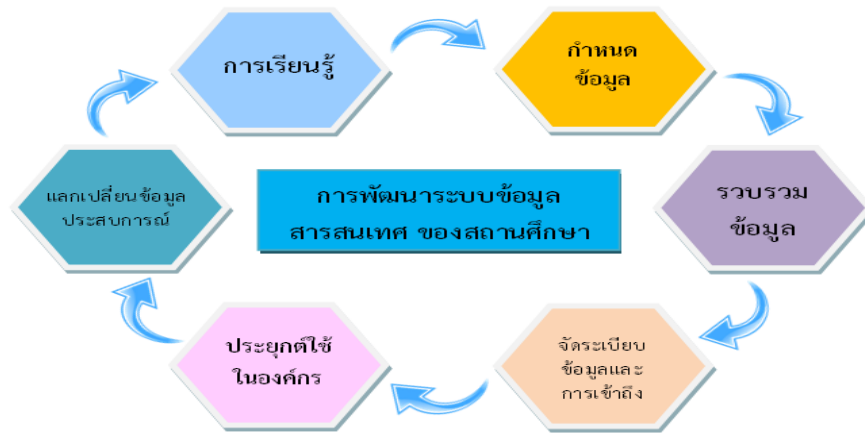 การเรียนรู้
กำหนด
ข้อมูล
รวบรวม
ข้อมูล
จัดระเบียบ
ข้อมูลและ
การเข้าถึง
ประยุกต์ใช้
ในองค์กร
แลกเปลี่ยนข้อมูล
ประสบการณ์
การพัฒนาระบบข้อมูล
สารสนเทศ ของสถานศึกษา